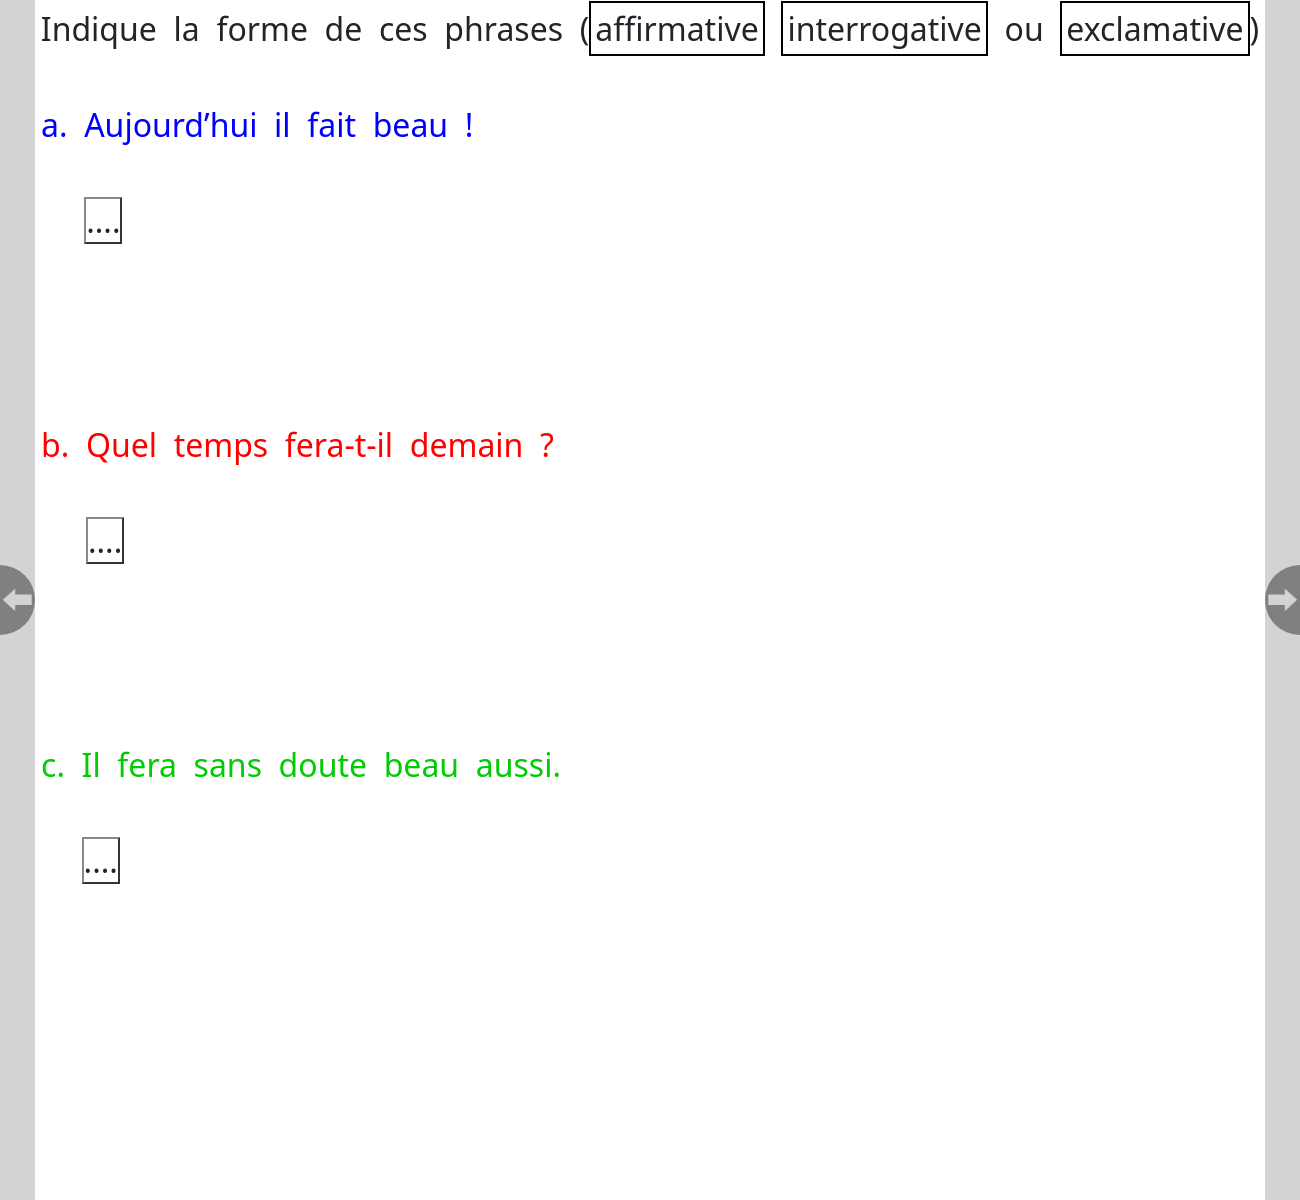 Indique la forme de ces phrases (affirmative interrogative ou exclamative)
a. Aujourd’hui il fait beau !
....
b. Quel temps fera-t-il demain ?
....
c. Il fera sans doute beau aussi.
....